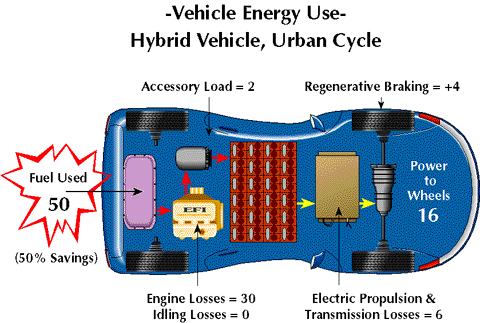 -Vehicle Energy Use-
Hybrid Vehicle, Urban Cycle
Accessory Load = 2
Regenerative Braking = +4
Fuel Used
50
(50% Savings)
EFI
Power
to
Wheels
16
Engine Losses = 30
Idling Losses = 0
Electric Propulsion &
Transmission Losses = 6